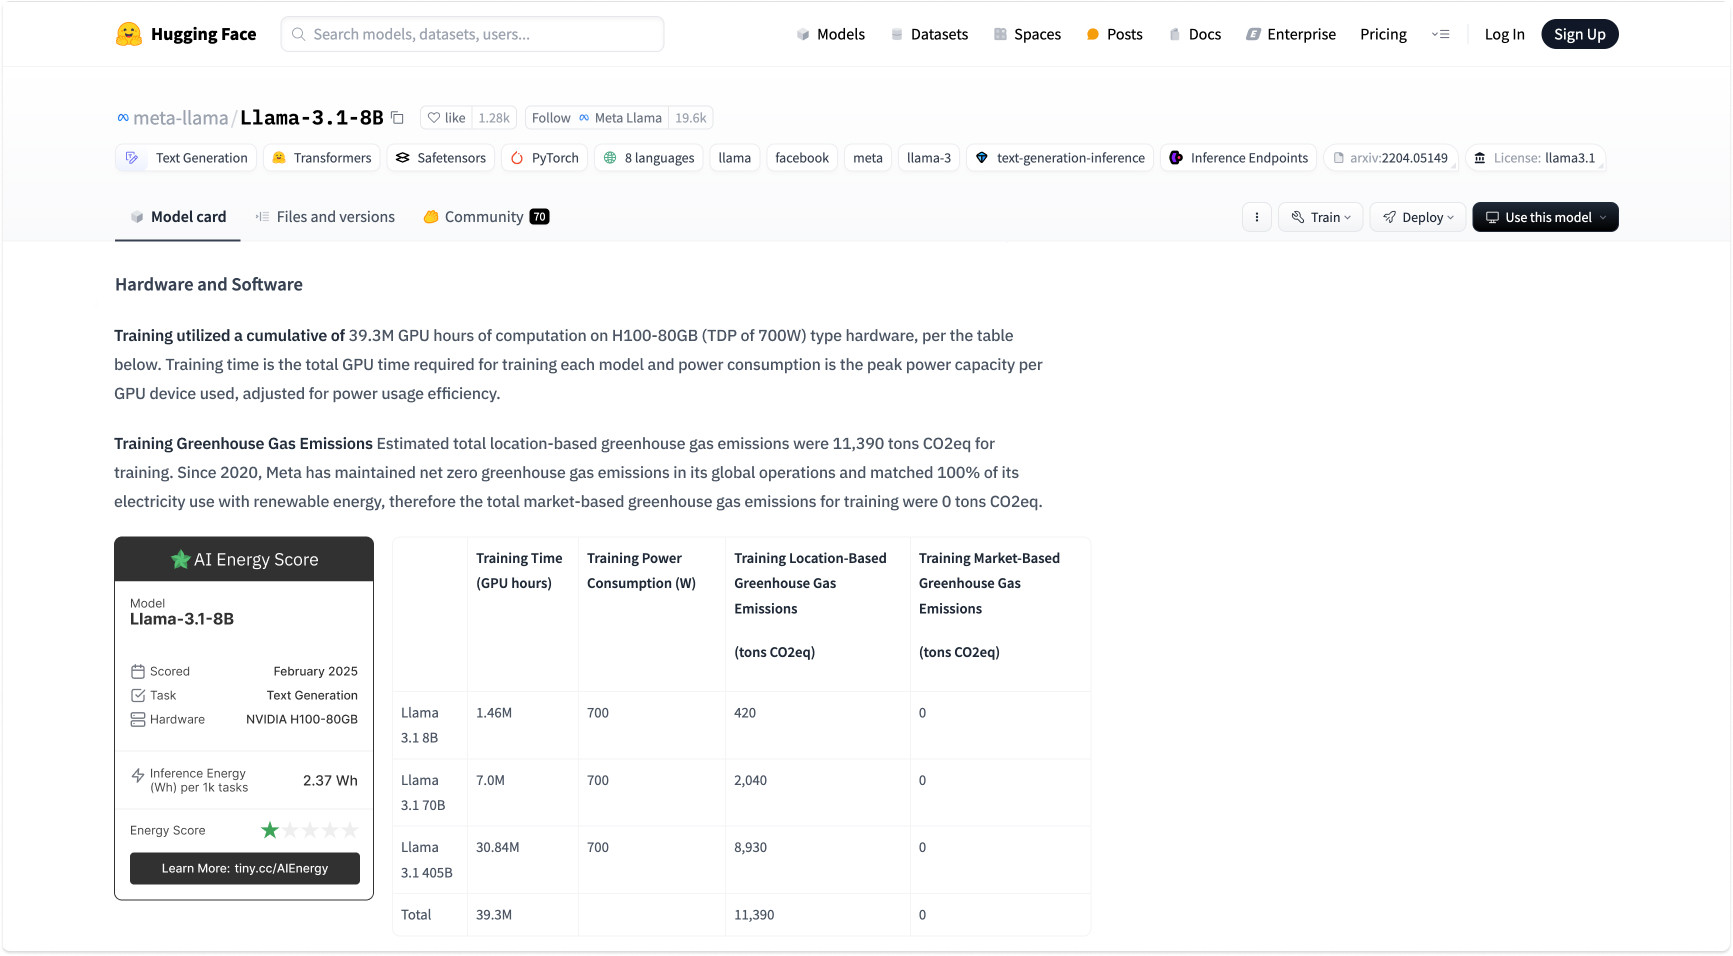 Hugging Face
Search models, datasets, users...
Models
Datasets
Spaces
Posts
Docs
Enterprise
Pricing
Log In
Sign Up
meta-llama/Llama-3.1-8B
like 1.28k
Follow Meta Llama 19.6k
Text Generation
Transformers
Safetensors
PyTorch
8 languages
llama
facebook
meta
llama-3
text-generation-inference
Inference Endpoints
arxiv:2204.05149
License: llama3.1
Model card
Files and versions
Community 70
Train
Deploy
Use this model
Hardware and Software
Training utilized a cumulative of 39.3M GPU hours of computation on H100-80GB (TDP of 700W) type hardware, per the table
below. Training time is the total GPU time required for training each model and power consumption is the peak power capacity per
GPU device used, adjusted for power usage efficiency.
Training Greenhouse Gas Emissions Estimated total location-based greenhouse gas emissions were 11,390 tons CO2eq for
training. Since 2020, Meta has maintained net zero greenhouse gas emissions in its global operations and matched 100% of its
electricity use with renewable energy, therefore the total market-based greenhouse gas emissions for training were 0 tons CO2eq.
AI Energy Score
Model
Llama-3.1-8B
Scored February 2025
Task Text Generation
Hardware NVIDIA H100-80GB
Inference Energy
(Wh) per 1k tasks
2.37 Wh
Energy Score
Learn More: tiny.cc/AIEnergy
Training Time
(GPU hours)
Training Power
Consumption (W)
Training Location-Based
Greenhouse Gas
Emissions
(tons CO2eq)
Training Market-Based
Greenhouse Gas
Emissions
(tons CO2eq)
Llama
3.1 8B
1.46M
700
420
0
Llama
3.1 70B
7.0M
700
2,040
0
Llama
3.1 405B
30.84M
700
8,930
0
Total
39.3M
11,390
0